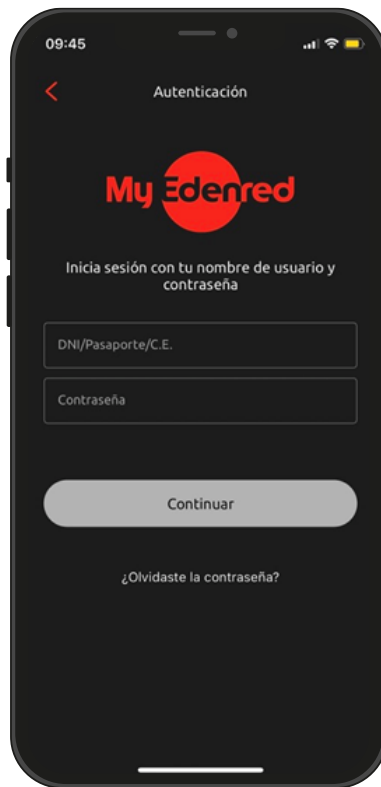 09:45
Autenticación
My Edenred
Inicia sesión con tu nombre de usuario y
contraseña
DNI/Pasaporte/C.E.
Contraseña
Continuar
¿Olvidaste la contraseña?